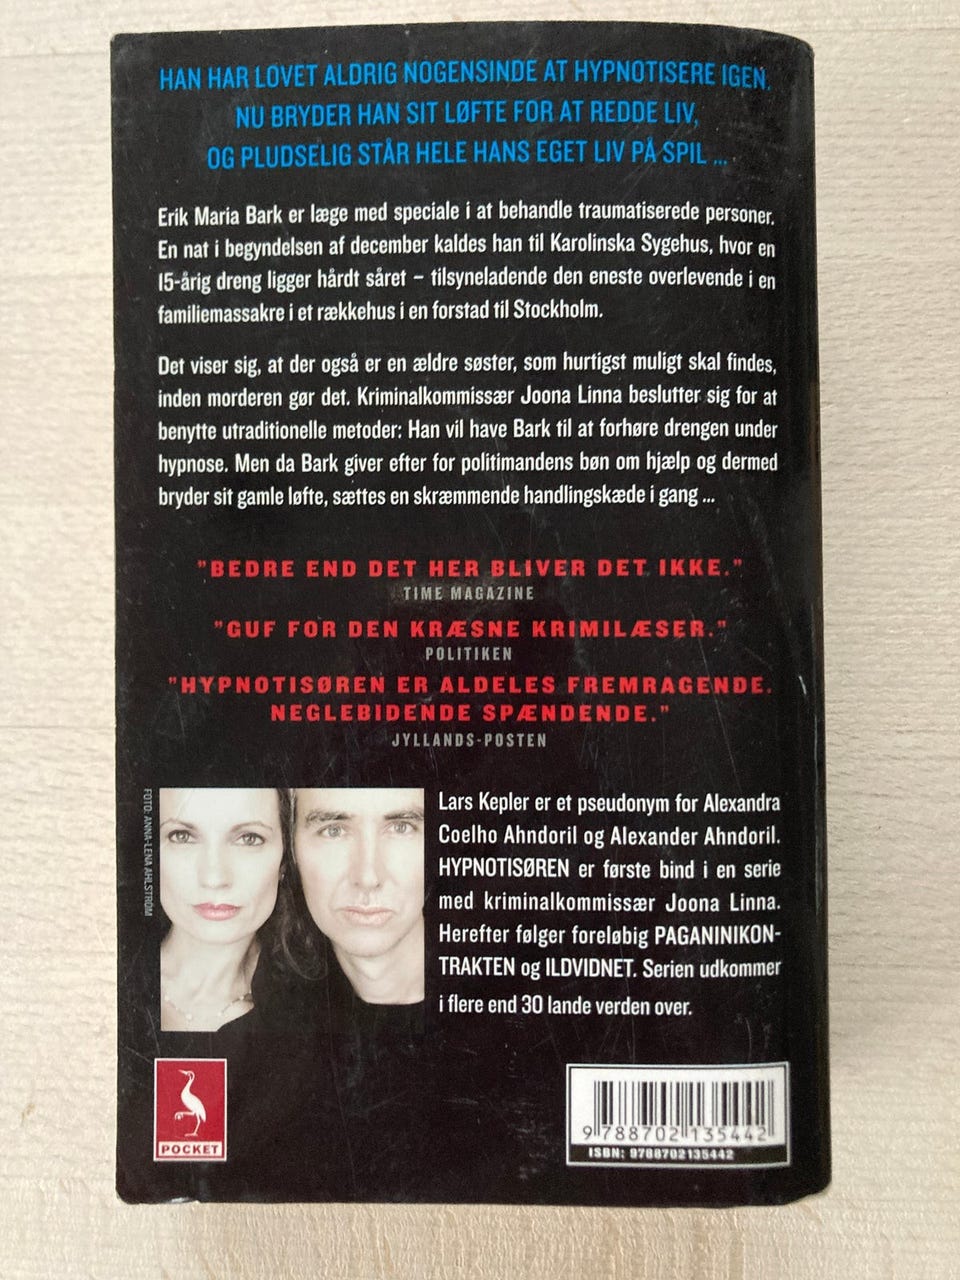 HAN HAR LOVET ALDRIG NOGENSINDE AT HYPNOTISERE IGEN.
NU BRYDER HAN SIT LØFTE FOR AT REDDE LIV,
OG PLUDSELIG STÅR HELE HANS EGET LIV PÅ SPIL ...
Erik Maria Bark er læge med speciale i at behandle traumatiserede personer.
En nat i begyndelsen af december kaldes han til Karolinska Sygehus, hvor en
15-årig dreng ligger hårdt såret – tilsyneladende den eneste overlevende i en
familiemassakre i et rækkehus i en forstad til Stockholm.
Det viser sig, at der også er en ældre søster, som hurtigst muligt skal findes,
inden morderen gør det. Kriminalkommissær Joona Linna beslutter sig for at
benytte utraditionelle metoder: Han vil have Bark til at forhøre drengen under
hypnose. Men da Bark giver efter for politimandens bøn om hjælp og dermed
bryder sit gamle løfte, sættes en skræmmende handlingskæde i gang ...
"BEDRE END DET HER BLIVER DET IKKE."
TIME MAGAZINE
"GUF FOR DEN KRÆSNE KRIMILÆSER."
POLITIKEN
"HYPNOTISØREN ER ALDELES FREMRAGENDE.
NEGLEBIDENDE SPÆNDENDE."
JYLLANDS-POSTEN
FOTO: ANNA-LENA AHLSTRÖM
Lars Kepler er et pseudonym for Alexandra
Coelho Ahndoril og Alexander Ahndoril.
HYPNOTISØREN er første bind i en serie
med kriminalkommissær Joona Linna.
Herefter følger foreløbig PAGANINIKON-
TRAKTEN og ILDVIDNET. Serien udkommer
i flere end 30 lande verden over.
POCKET
9 788702 135442
ISBN: 9788702135442